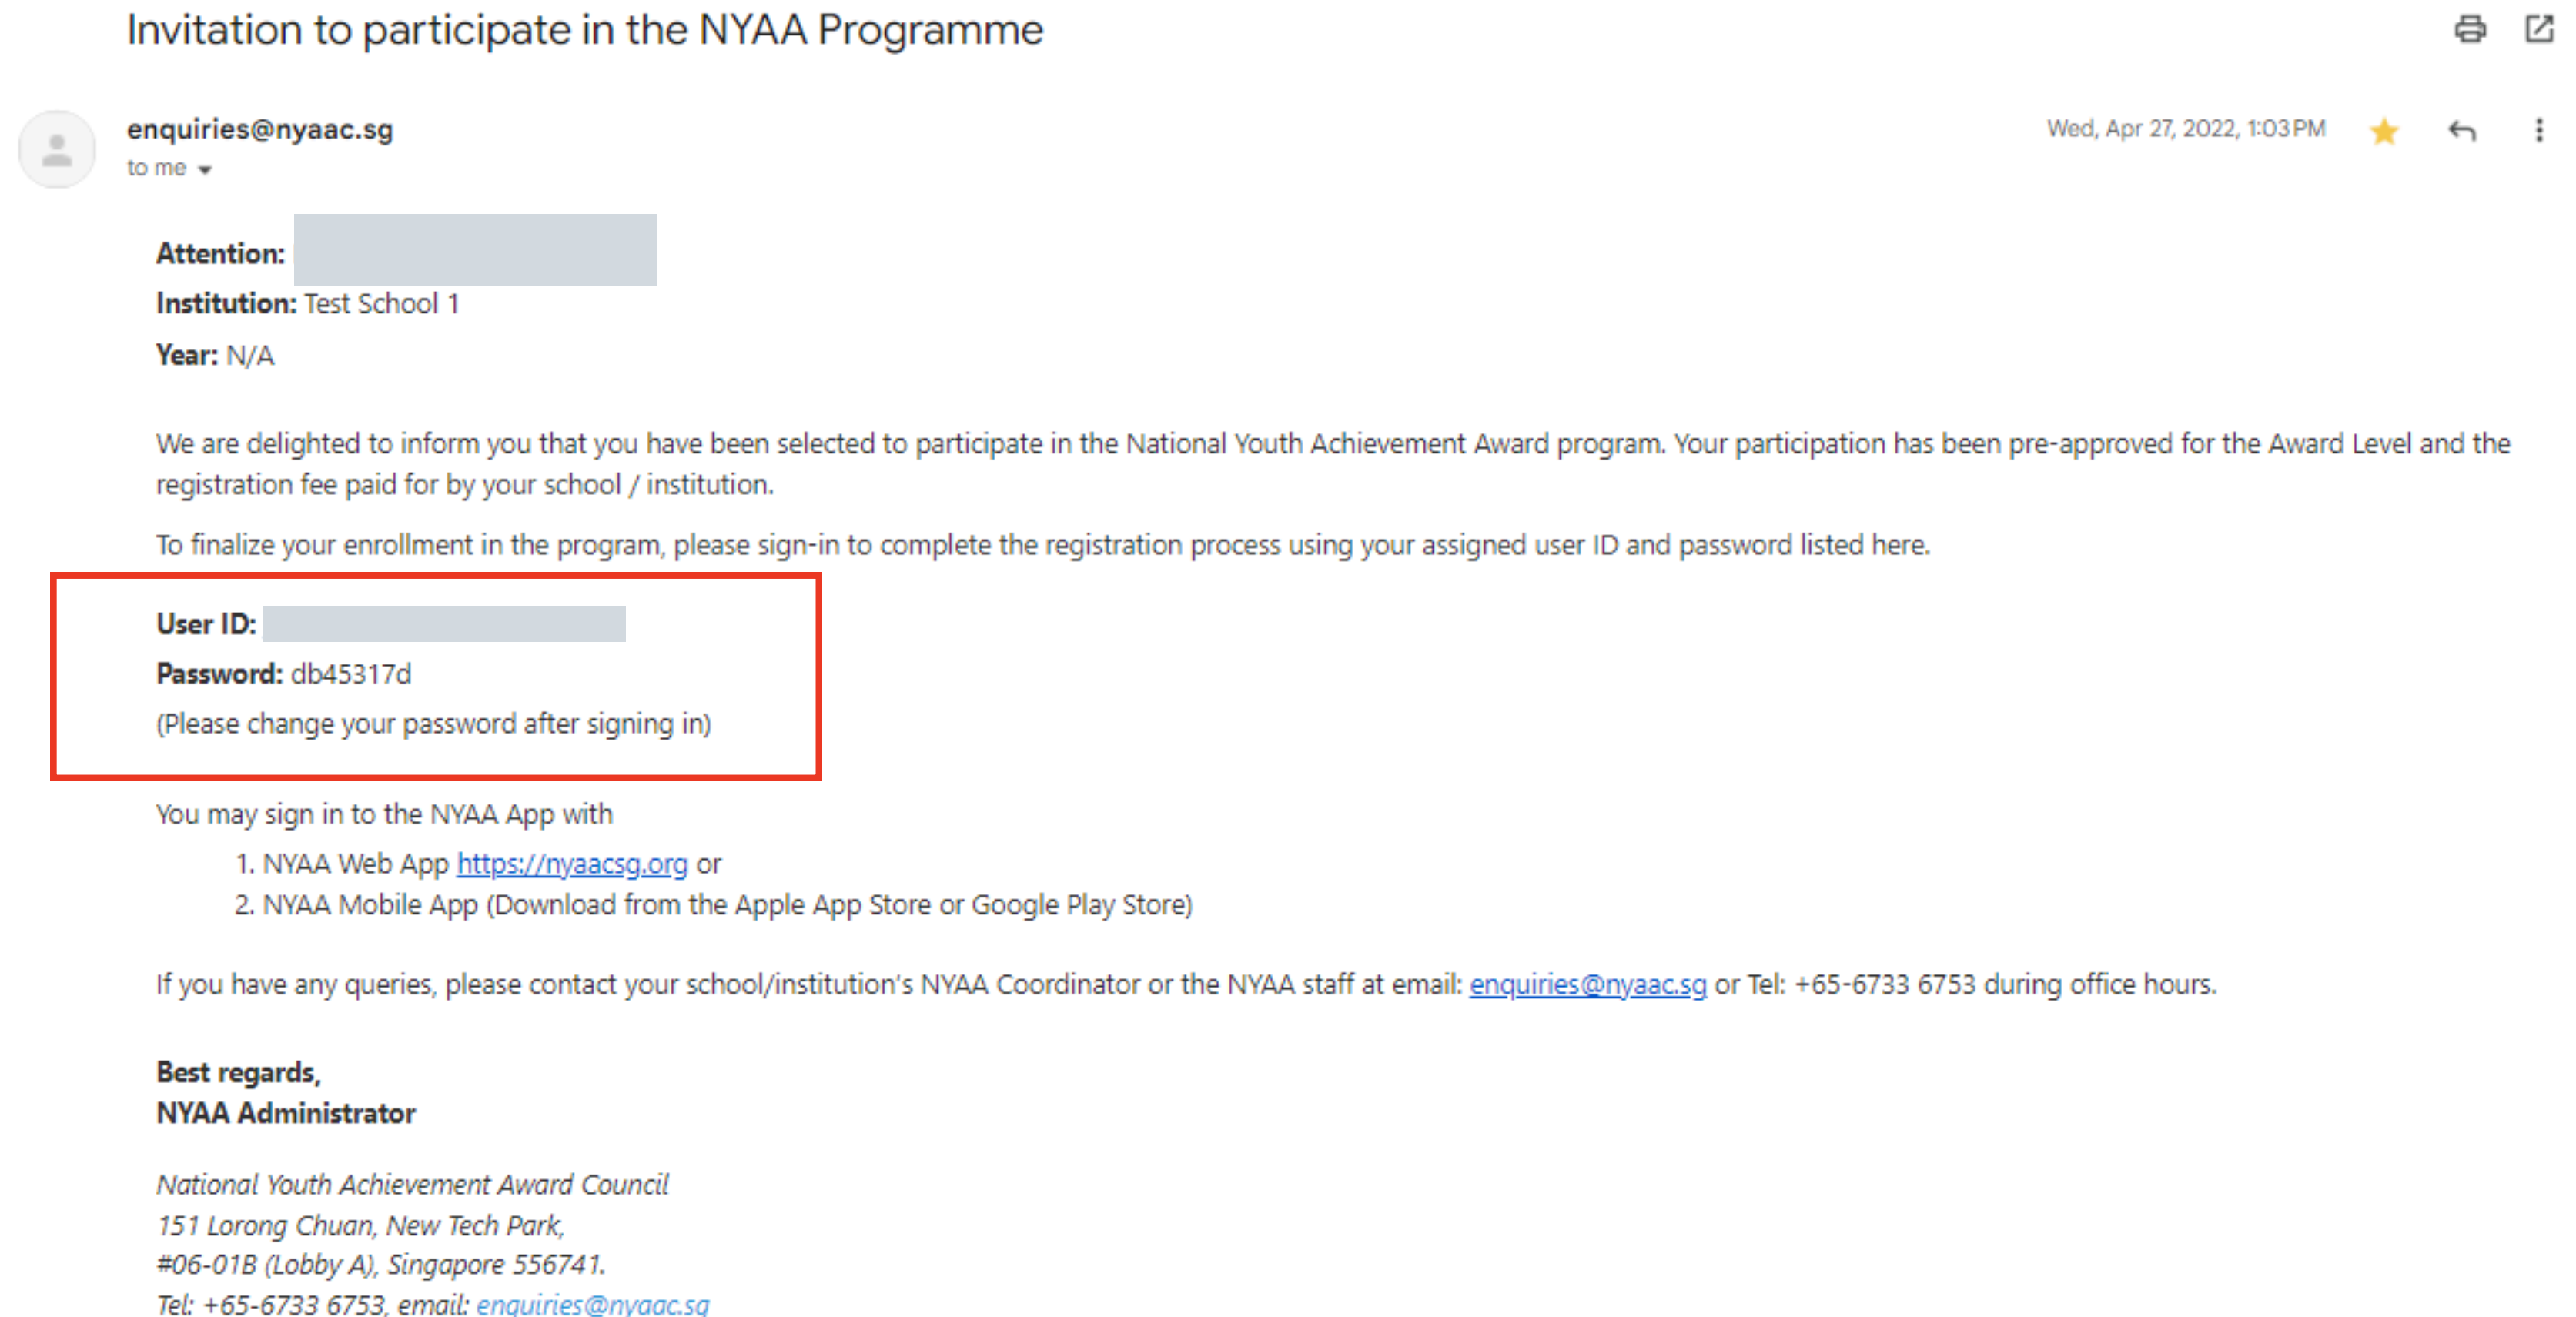 Invitation to participate in the NYAA Programme
enquiries@nyaac.sg
Wed, Apr 27, 2022, 1:03 PM
to me
Attention:
Institution: Test School 1
Year: N/A
We are delighted to inform you that you have been selected to participate in the National Youth Achievement Award program. Your participation has been pre-approved for the Award Level and the
registration fee paid for by your school / institution.
To finalize your enrollment in the program, please sign-in to complete the registration process using your assigned user ID and password listed here.
User ID:
Password: db45317d
(Please change your password after signing in)
You may sign in to the NYAA App with
1. NYAA Web App https://nyaacsg.org or
2. NYAA Mobile App (Download from the Apple App Store or Google Play Store)
If you have any queries, please contact your school/institution's NYAA Coordinator or the NYAA staff at email: enquiries@nyaac.sg or Tel: +65-6733 6753 during office hours.
Best regards,
NYAA Administrator
National Youth Achievement Award Council
151 Lorong Chuan, New Tech Park,
#06-01B (Lobby A), Singapore 556741.
Tel: +65-6733 6753, email: enquiries@nyaac.sg